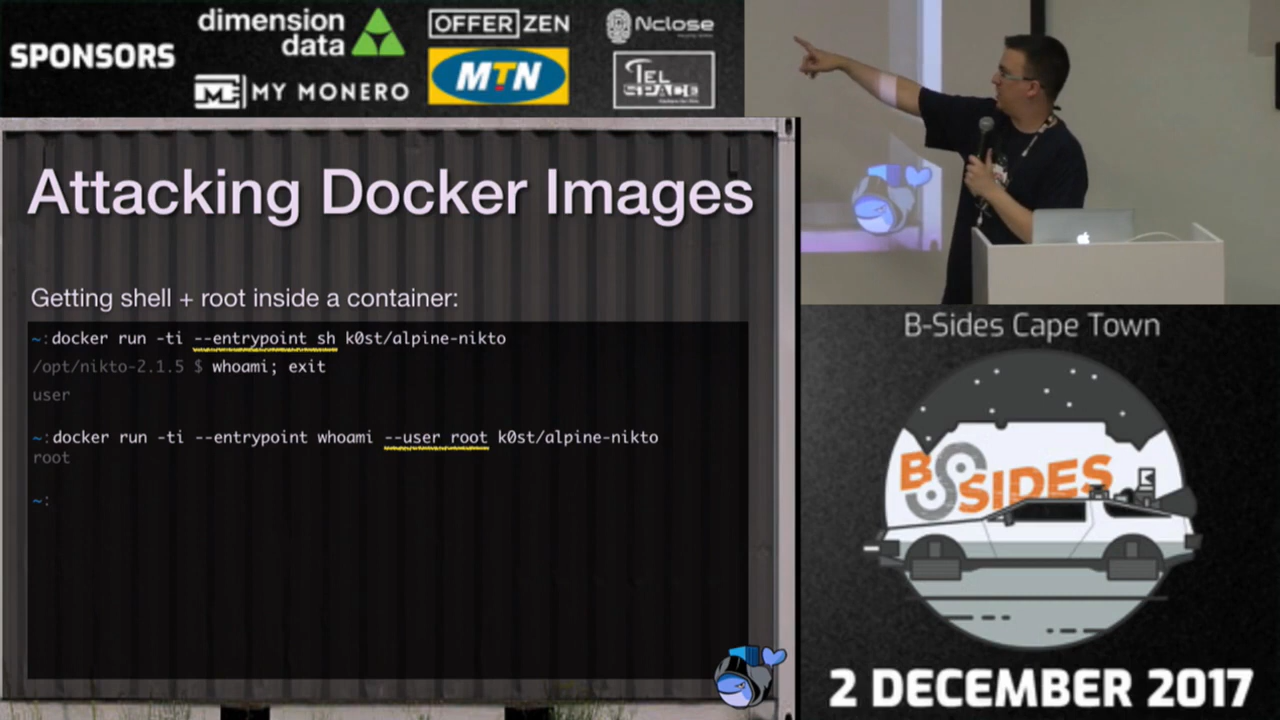 SPONSORS
dimension data
OFFERZEN
Nclose
MY MONERO
MTN
TEL SPACE
Attacking Docker Images
Getting shell + root inside a container:
~:docker run -ti --entrypoint sh k0st/alpine-nikto
/opt/nikto-2.1.5 $ whoami; exit
user
~:docker run -ti --entrypoint whoami --user root k0st/alpine-nikto
root
~:
B-Sides Cape Town
BSIDES
2 DECEMBER 2017